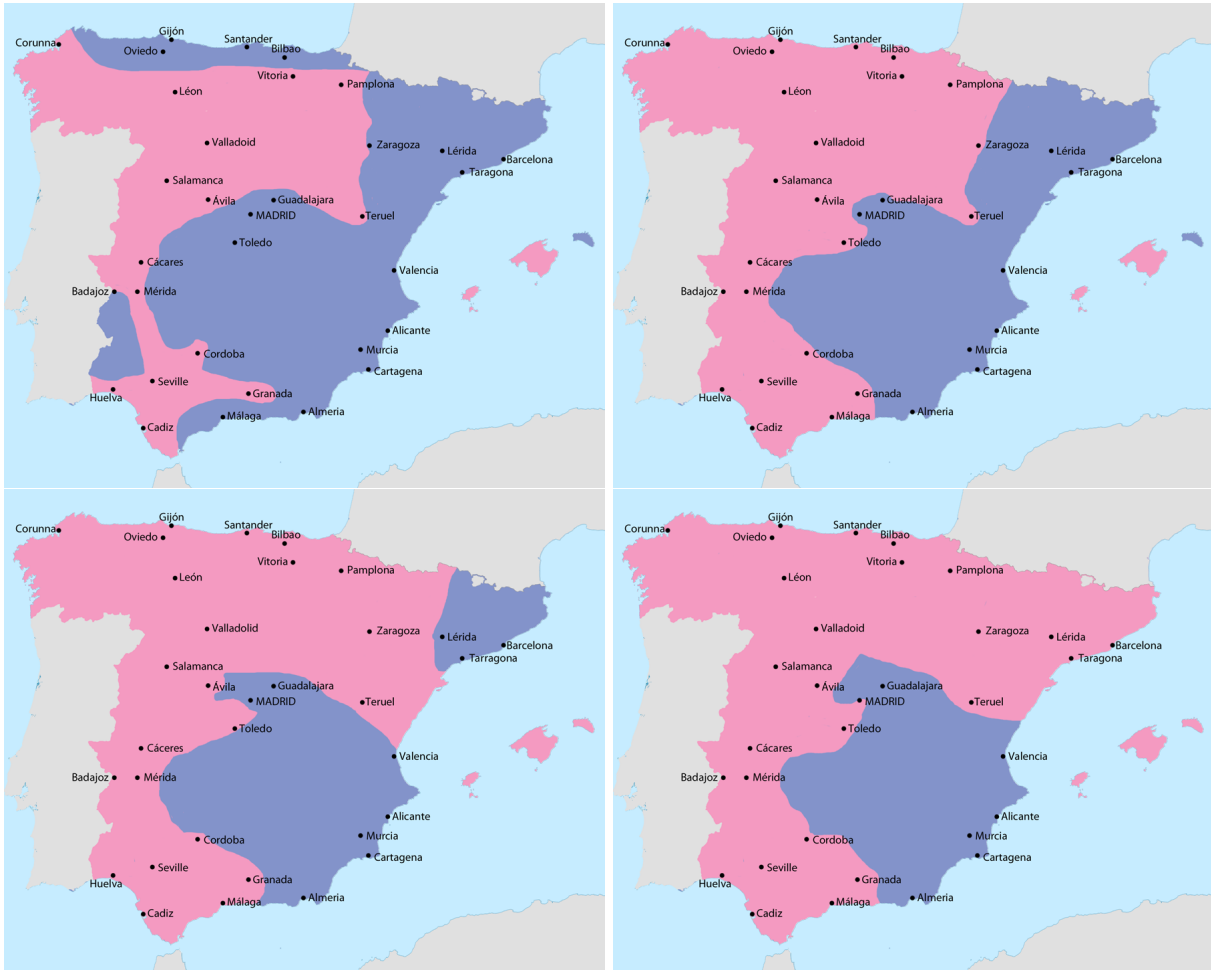 Corunna
Gijón
Oviedo
Santander
Bilbao
Vitoria
Pamplona
Léon
Valladoid
Zaragoza
Lérida
Barcelona
Taragona
Salamanca
Ávila
Guadalajara
MADRID
Teruel
Toledo
Cácares
Valencia
Badajoz
Mérida
Alicante
Cordoba
Murcia
Cartagena
Seville
Huelva
Granada
Málaga
Almeria
Cadiz
Corunna
Gijón
Oviedo
Santander
Bilbao
Vitoria
Pamplona
Léon
Valladoid
Zaragoza
Lérida
Barcelona
Taragona
Salamanca
Ávila
Guadalajara
MADRID
Teruel
Toledo
Cácares
Valencia
Badajoz
Mérida
Alicante
Cordoba
Murcia
Cartagena
Seville
Huelva
Granada
Málaga
Almeria
Cadiz
Corunna
Gijón
Oviedo
Santander
Bilbao
Vitoria
Pamplona
León
Valladolid
Zaragoza
Lérida
Barcelona
Tarragona
Salamanca
Ávila
Guadalajara
MADRID
Teruel
Toledo
Cáceres
Valencia
Badajoz
Mérida
Alicante
Cordoba
Murcia
Cartagena
Seville
Huelva
Granada
Málaga
Almeria
Cadiz
Corunna
Gijón
Oviedo
Santander
Bilbao
Vitoria
Pamplona
Léon
Valladoid
Zaragoza
Lérida
Barcelona
Taragona
Salamanca
Ávila
Guadalajara
MADRID
Teruel
Toledo
Cácares
Valencia
Badajoz
Mérida
Alicante
Cordoba
Murcia
Cartagena
Seville
Huelva
Granada
Málaga
Almeria
Cadiz